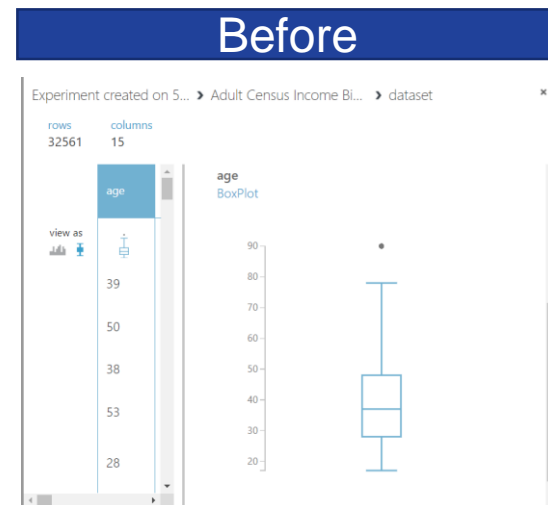 Before
Experiment created on 5... > Adult Census Income Bi... > dataset ×
rows columns
32561 15
age
age
BoxPlot
view as
39
50
38
53
28
90
80
70
60
50
40
30
20